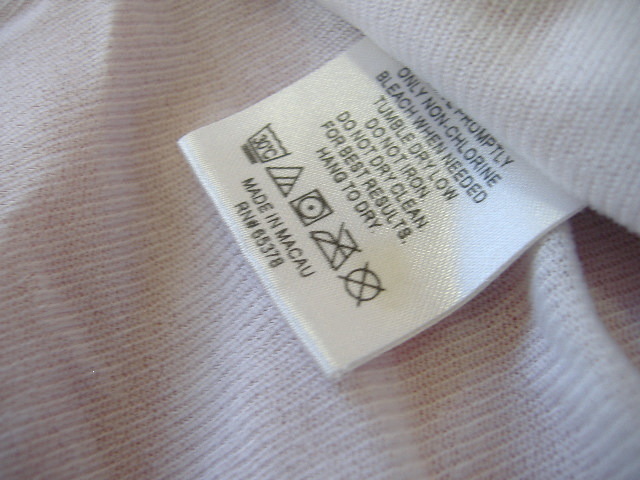 PROMPTLY
ONLY NON-CHLORINE
BLEACH WHEN NEEDED
TUMBLE DRY LOW
DO NOT IRON
DO NOT DRY CLEAN
FOR BEST RESULTS,
HANG TO DRY
30°C
MADE IN MACAU
RN# 65378